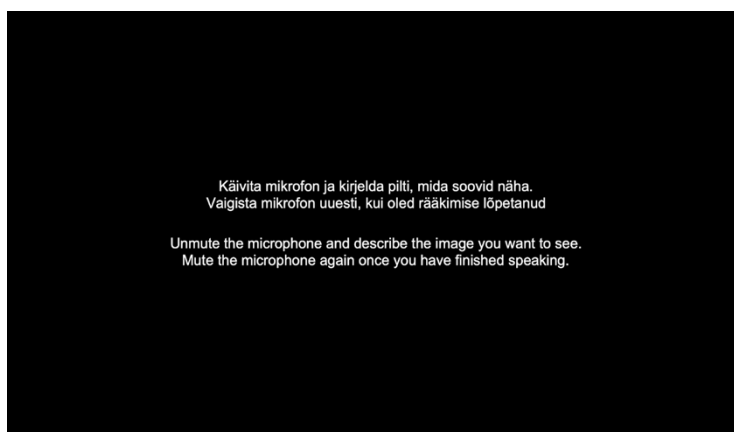 Käivita mikrofon ja kirjelda pilti, mida soovid näha.
Vaigista mikrofon uuesti, kui oled rääkimise lõpetanud
Unmute the microphone and describe the image you want to see.
Mute the microphone again once you have finished speaking.